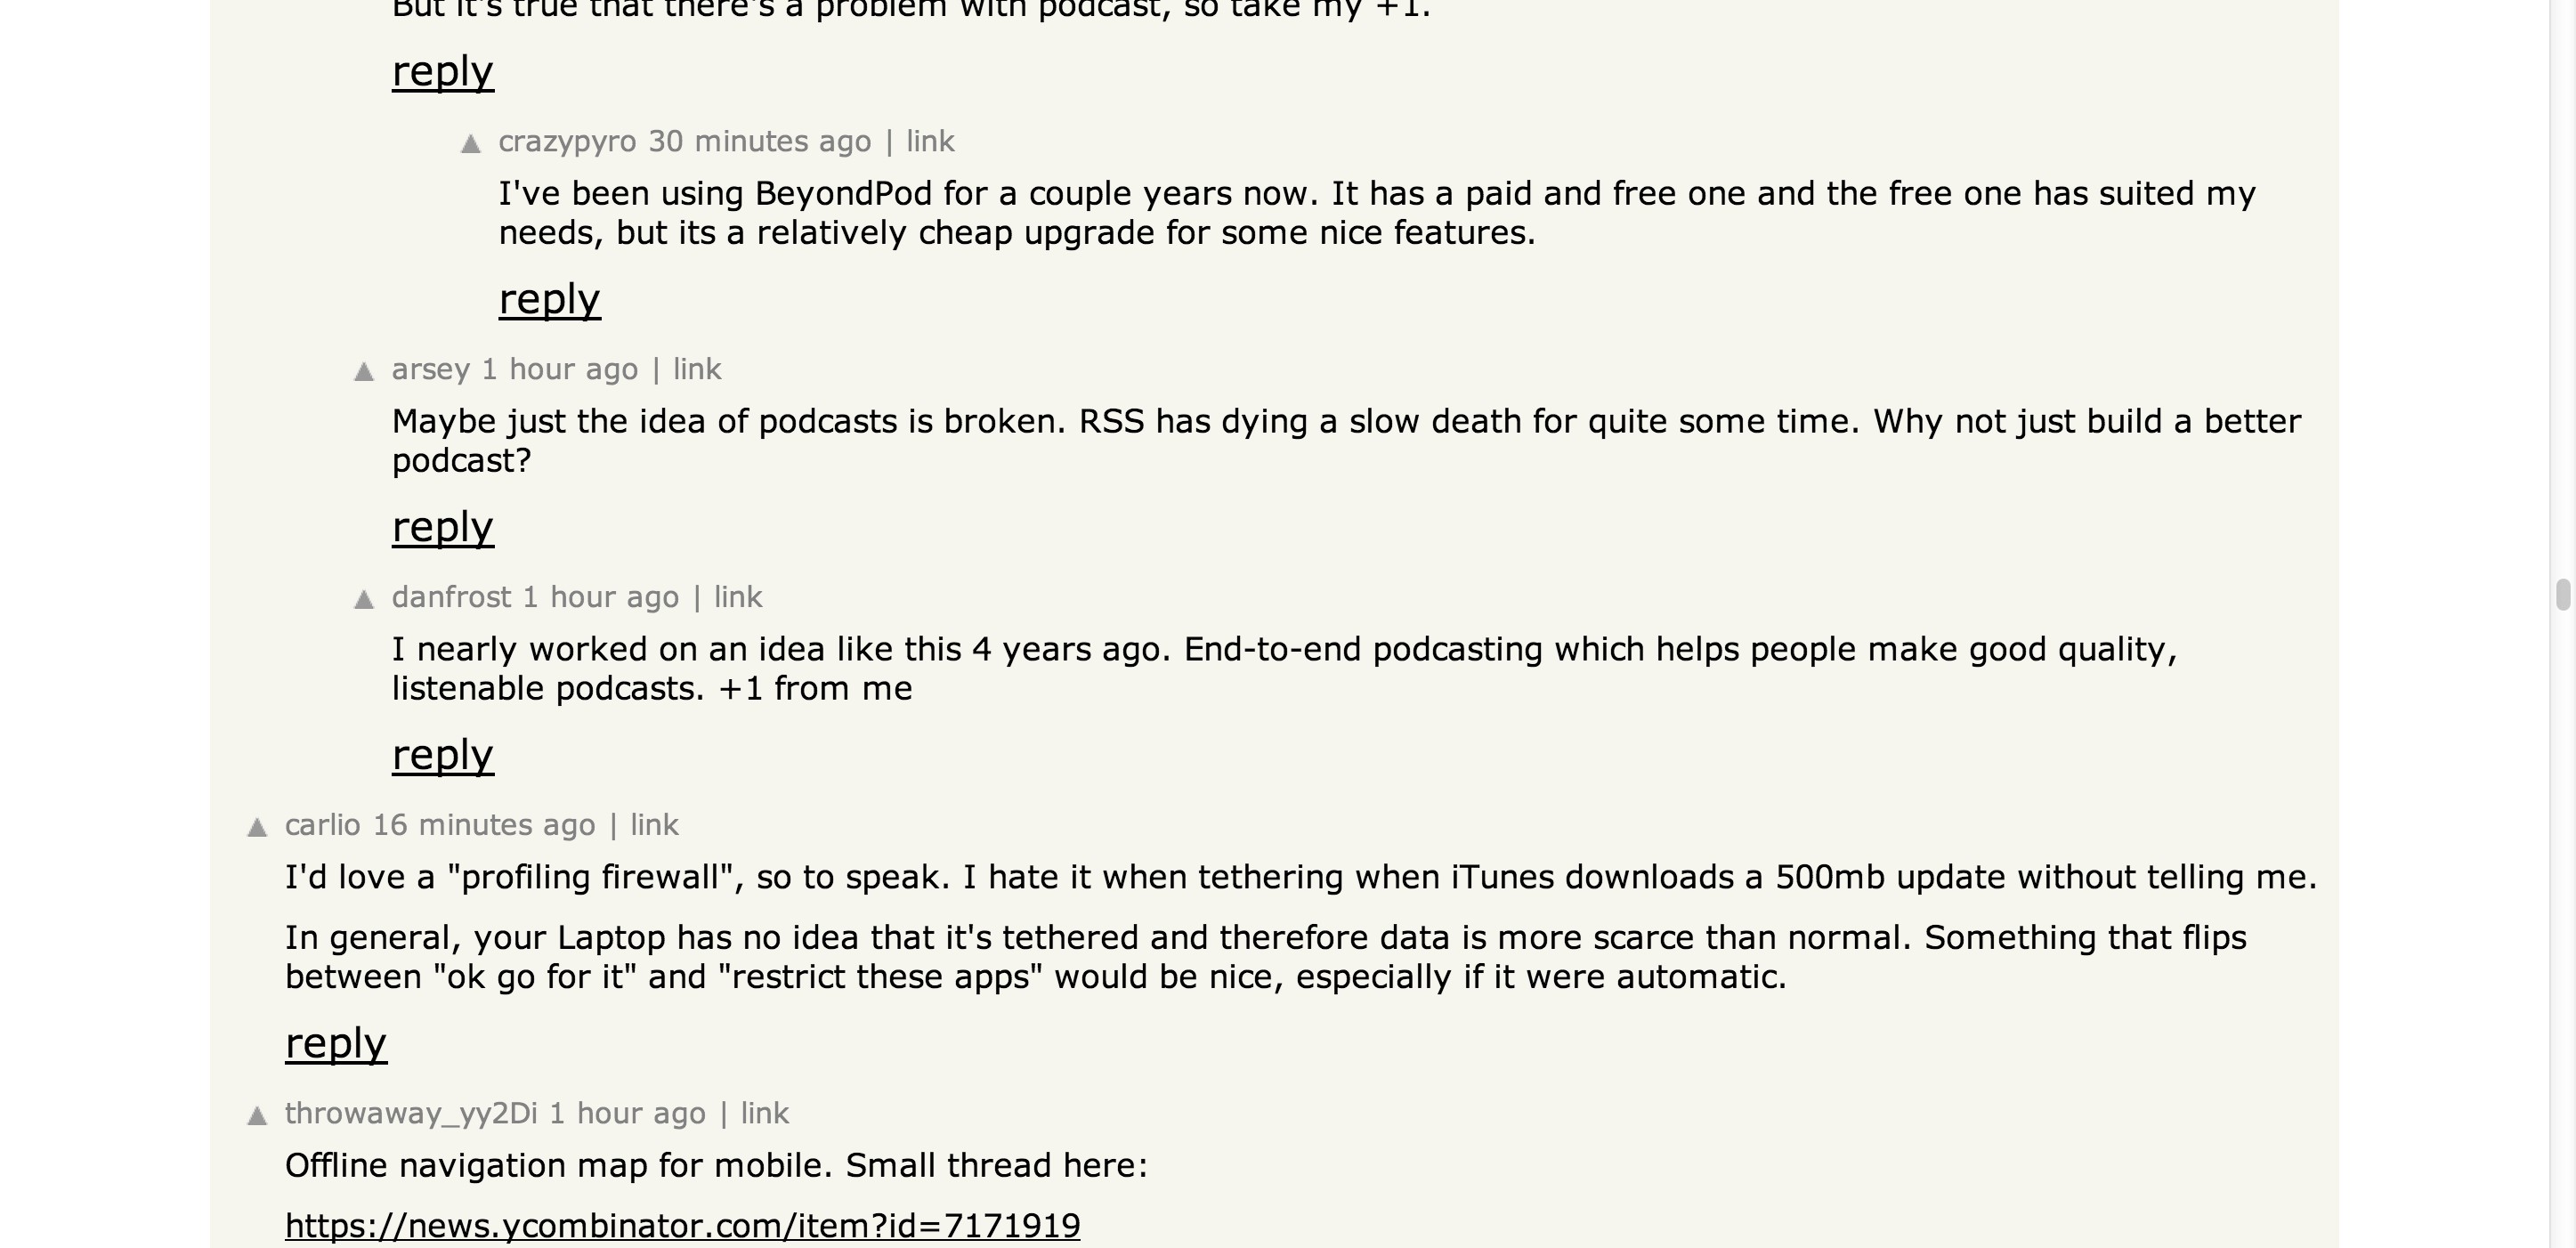 But it's true that there's a problem with podcast, so take my +1.
reply
▲ crazypyro 30 minutes ago | link
I've been using BeyondPod for a couple years now. It has a paid and free one and the free one has suited my
needs, but its a relatively cheap upgrade for some nice features.
reply
▲ arsey 1 hour ago | link
Maybe just the idea of podcasts is broken. RSS has dying a slow death for quite some time. Why not just build a better
podcast?
reply
▲ danfrost 1 hour ago | link
I nearly worked on an idea like this 4 years ago. End-to-end podcasting which helps people make good quality,
listenable podcasts. +1 from me
reply
▲ carlio 16 minutes ago | link
I'd love a "profiling firewall", so to speak. I hate it when tethering when iTunes downloads a 500mb update without telling me.
In general, your Laptop has no idea that it's tethered and therefore data is more scarce than normal. Something that flips
between "ok go for it" and "restrict these apps" would be nice, especially if it were automatic.
reply
▲ throwaway_yy2Di 1 hour ago | link
Offline navigation map for mobile. Small thread here:
https://news.ycombinator.com/item?id=7171919